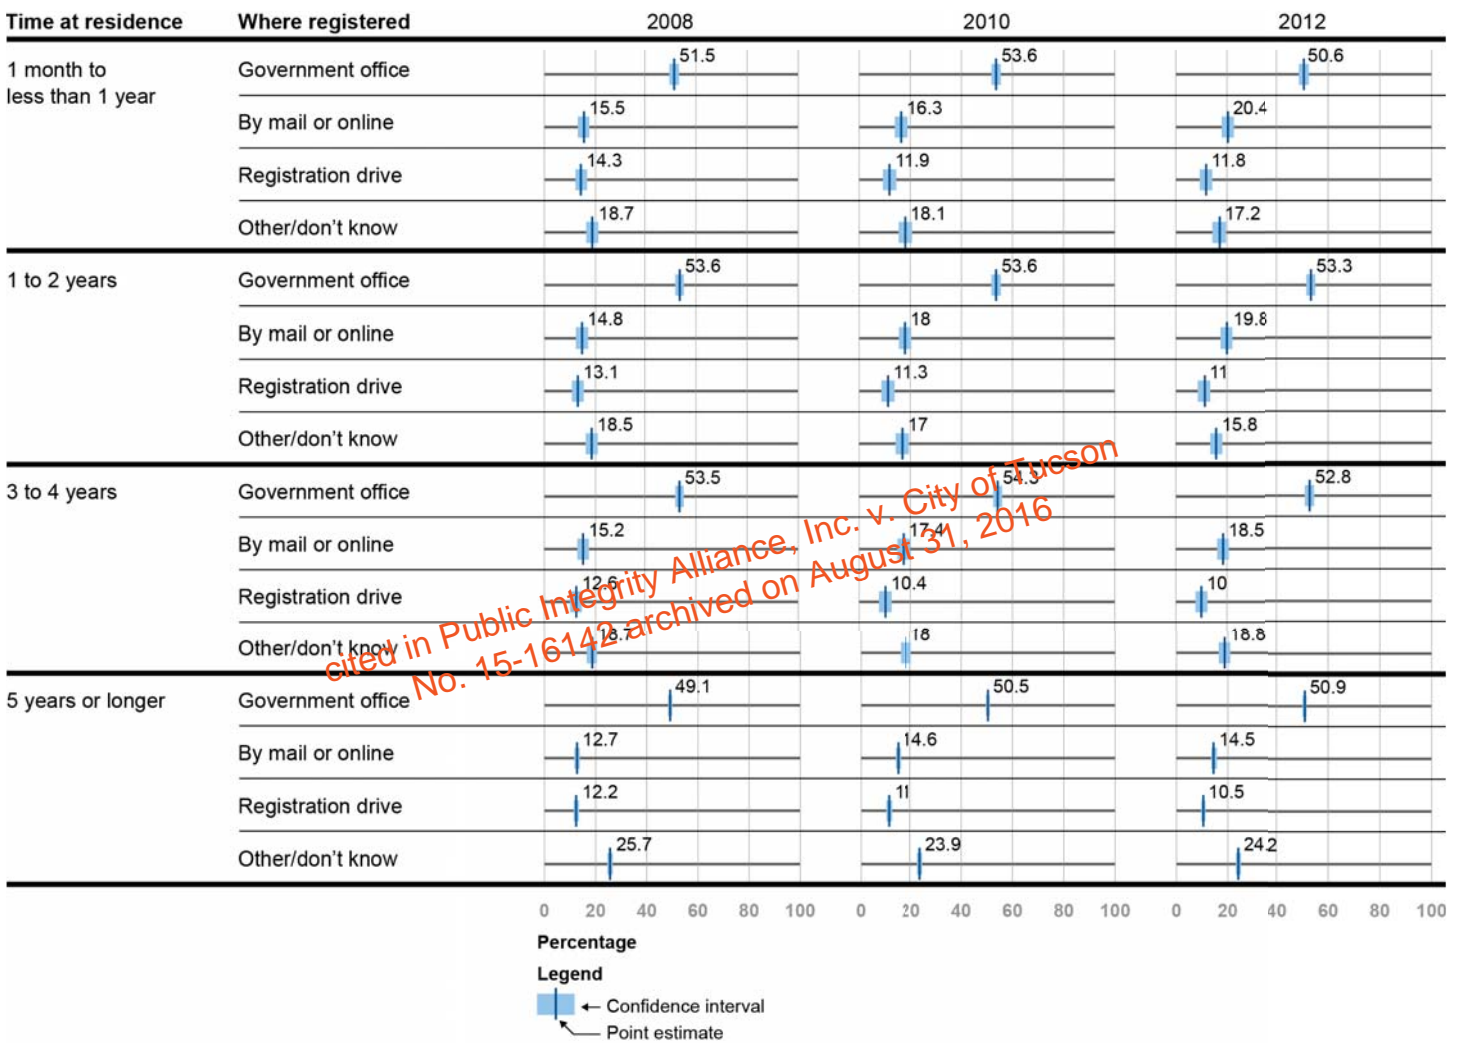 Time at residence Where registered 2008 2010 2012
1 month to
less than 1 year
Government office 51.5 53.6 50.6
By mail or online 15.5 16.3 20.4
Registration drive 14.3 11.9 11.8
Other/don't know 18.7 18.1 17.2
1 to 2 years Government office 53.6 53.6 53.3
By mail or online 14.8 18 19.8
Registration drive 13.1 11.3 11
Other/don't know 18.5 17 15.8
3 to 4 years Government office 53.5 54.3 52.8
By mail or online 15.2 17.4 18.5
Registration drive 12.6 10.4 10
Other/don't know 18.7 18 18.8
cited in Public Integrity Alliance, Inc. v. City of Tucson
No. 15-16142 archived on August 31, 2016
5 years or longer Government office 49.1 50.5 50.9
By mail or online 12.7 14.6 14.5
Registration drive 12.2 11 10.5
Other/don't know 25.7 23.9 24.2
0 20 40 60 80 100 0 20 40 60 80 100 0 20 40 60 80 100
Percentage
Legend
Confidence interval
Point estimate